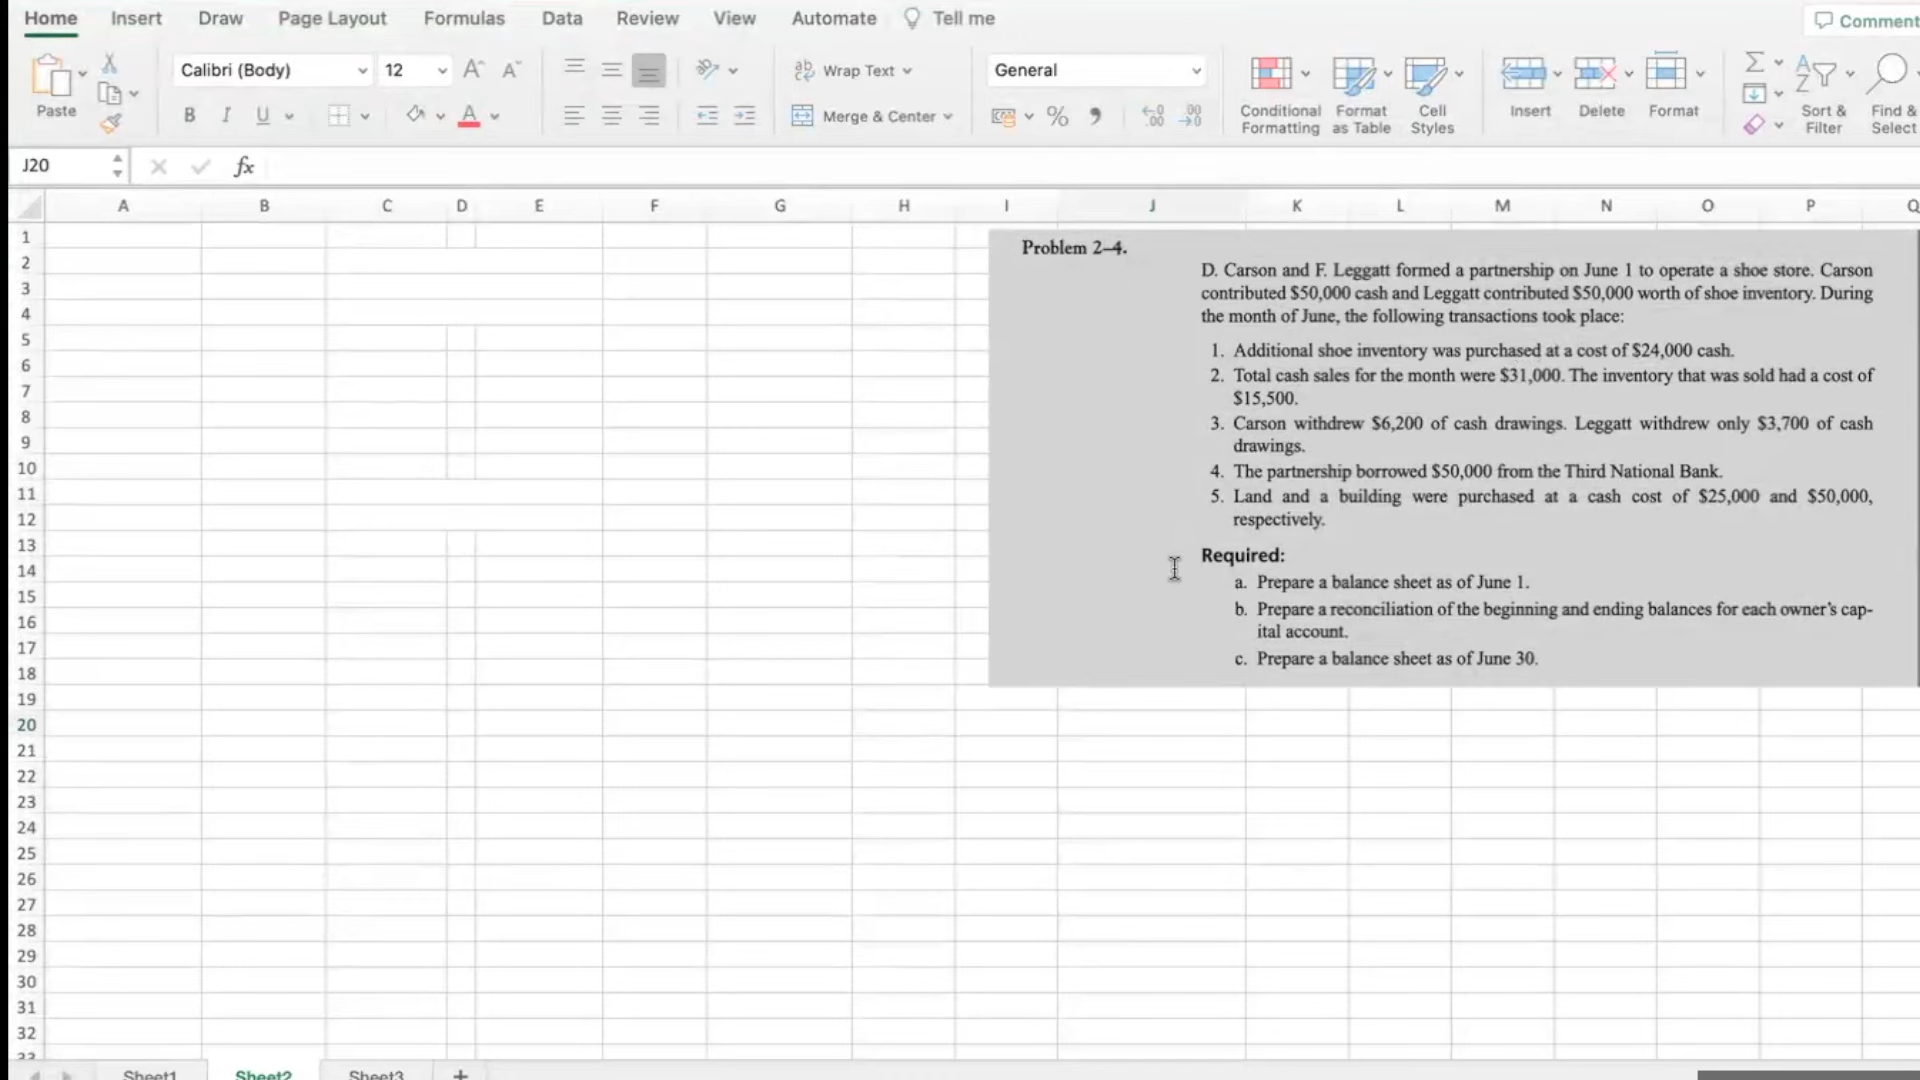 Home Insert Draw Page Layout Formulas Data Review View Automate Tell me
Comment
Calibri (Body) 12 A A Wrap Text General
Paste B I U A Merge & Center % Conditional Formatting Format as Table Cell Styles Insert Delete Format Sort & Filter Find & Select
J20 fx
A B C D E F G H I J K L M N O P Q
1
2
3
4
5
6
7
8
9
10
11
12
13
14
15
16
17
18
19
20
21
22
23
24
25
26
27
28
29
30
31
32
33
Problem 2–4.
D. Carson and F. Leggatt formed a partnership on June 1 to operate a shoe store. Carson
contributed $50,000 cash and Leggatt contributed $50,000 worth of shoe inventory. During
the month of June, the following transactions took place:
1. Additional shoe inventory was purchased at a cost of $24,000 cash.
2. Total cash sales for the month were $31,000. The inventory that was sold had a cost of
$15,500.
3. Carson withdrew $6,200 of cash drawings. Leggatt withdrew only $3,700 of cash
drawings.
4. The partnership borrowed $50,000 from the Third National Bank.
5. Land and a building were purchased at a cash cost of $25,000 and $50,000,
respectively.
Required:
a. Prepare a balance sheet as of June 1.
b. Prepare a reconciliation of the beginning and ending balances for each owner's cap-
ital account.
c. Prepare a balance sheet as of June 30.
Sheet1 Sheet2 Sheet3 +